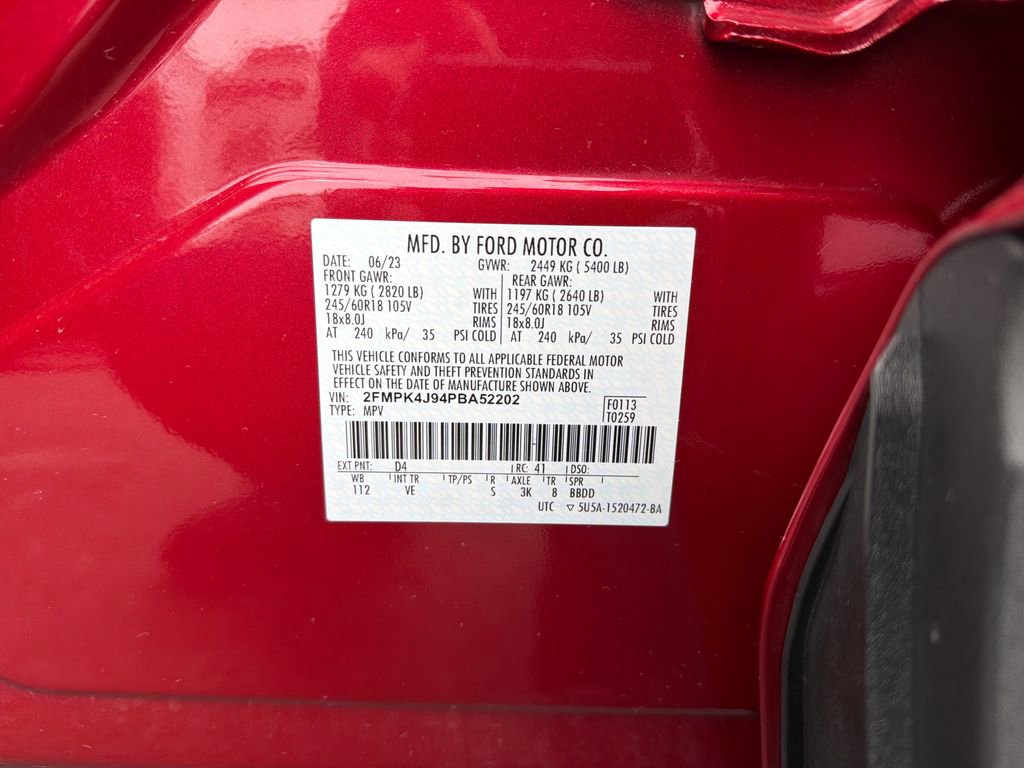 MFD. BY FORD MOTOR CO.
DATE: 06/23 GVWR: 2449 KG ( 5400 LB)
FRONT GAWR: REAR GAWR:
1279 KG ( 2820 LB) WITH 1197 KG ( 2640 LB) WITH
245/60R18 105V TIRES 245/60R18 105V TIRES
18x8.0J RIMS 18x8.0J RIMS
AT 240 kPa/ 35 PSI COLD AT 240 kPa/ 35 PSI COLD
THIS VEHICLE CONFORMS TO ALL APPLICABLE FEDERAL MOTOR
VEHICLE SAFETY AND THEFT PREVENTION STANDARDS IN
EFFECT ON THE DATE OF MANUFACTURE SHOWN ABOVE.
VIN: 2FMPK4J94PBA52202 F0113
TYPE: MPV T0259
EXT PNT: D4 RC: 41 DSO:
WB INT TR TP/PS R AXLE TR SPR
112 VE S 3K 8 BBDD
UTC ▽ 5U5A-1520472-BA